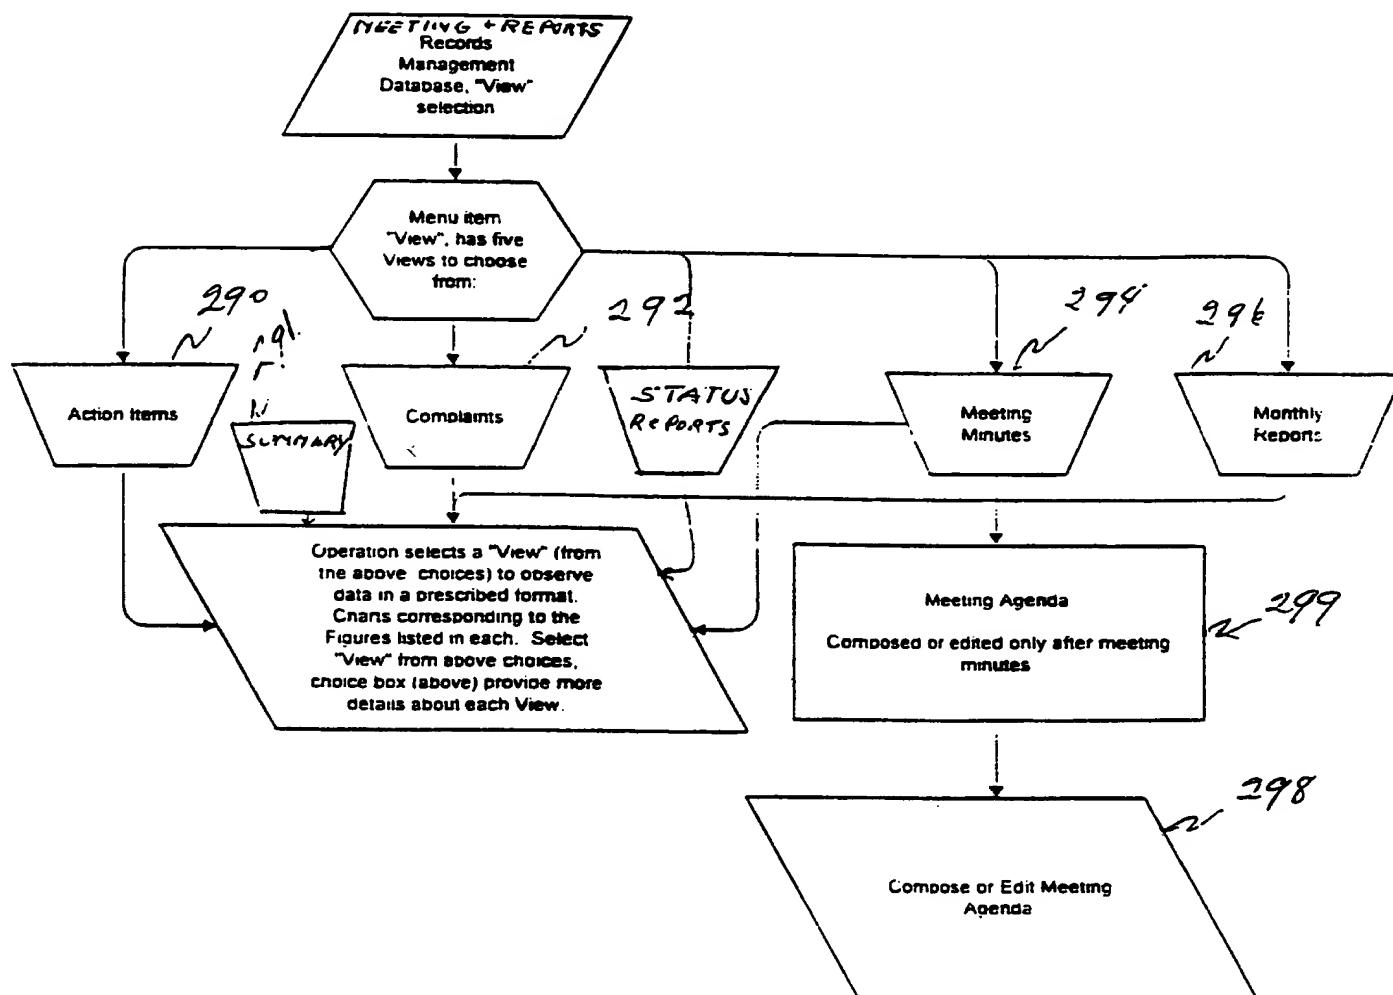 MEETING + REPORTS
Records
Management
Database, "View"
selection
Menu item
"View", has five
Views to choose
from:
290
292
294
296
Action Items
SUMMARY
Complaints
STATUS
REPORTS
Meeting
Minutes
Monthly
Reports
Operation selects a "View" (from
the above choices) to observe
data in a prescribed format.
Charts corresponding to the
Figures listed in each. Select
"View" from above choices,
choice box (above) provide more
details about each View.
Meeting Agenda
Composed or edited only after meeting
minutes
299
298
Compose or Edit Meeting
Agenda